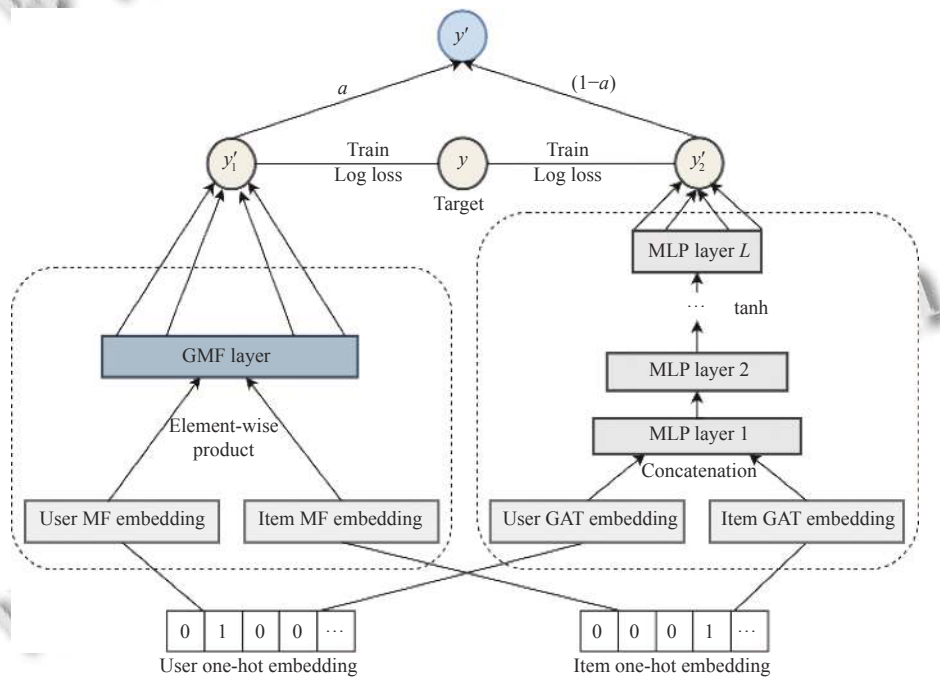 y′
a
(1−a)
y′₁
Train
Log loss
y
Train
Log loss
y′₂
Target
MLP layer L
… tanh
GMF layer
MLP layer 2
MLP layer 1
Element-wise
product
Concatenation
User MF embedding
Item MF embedding
User GAT embedding
Item GAT embedding
0 1 0 0 …
0 0 0 1 …
User one-hot embedding
Item one-hot embedding